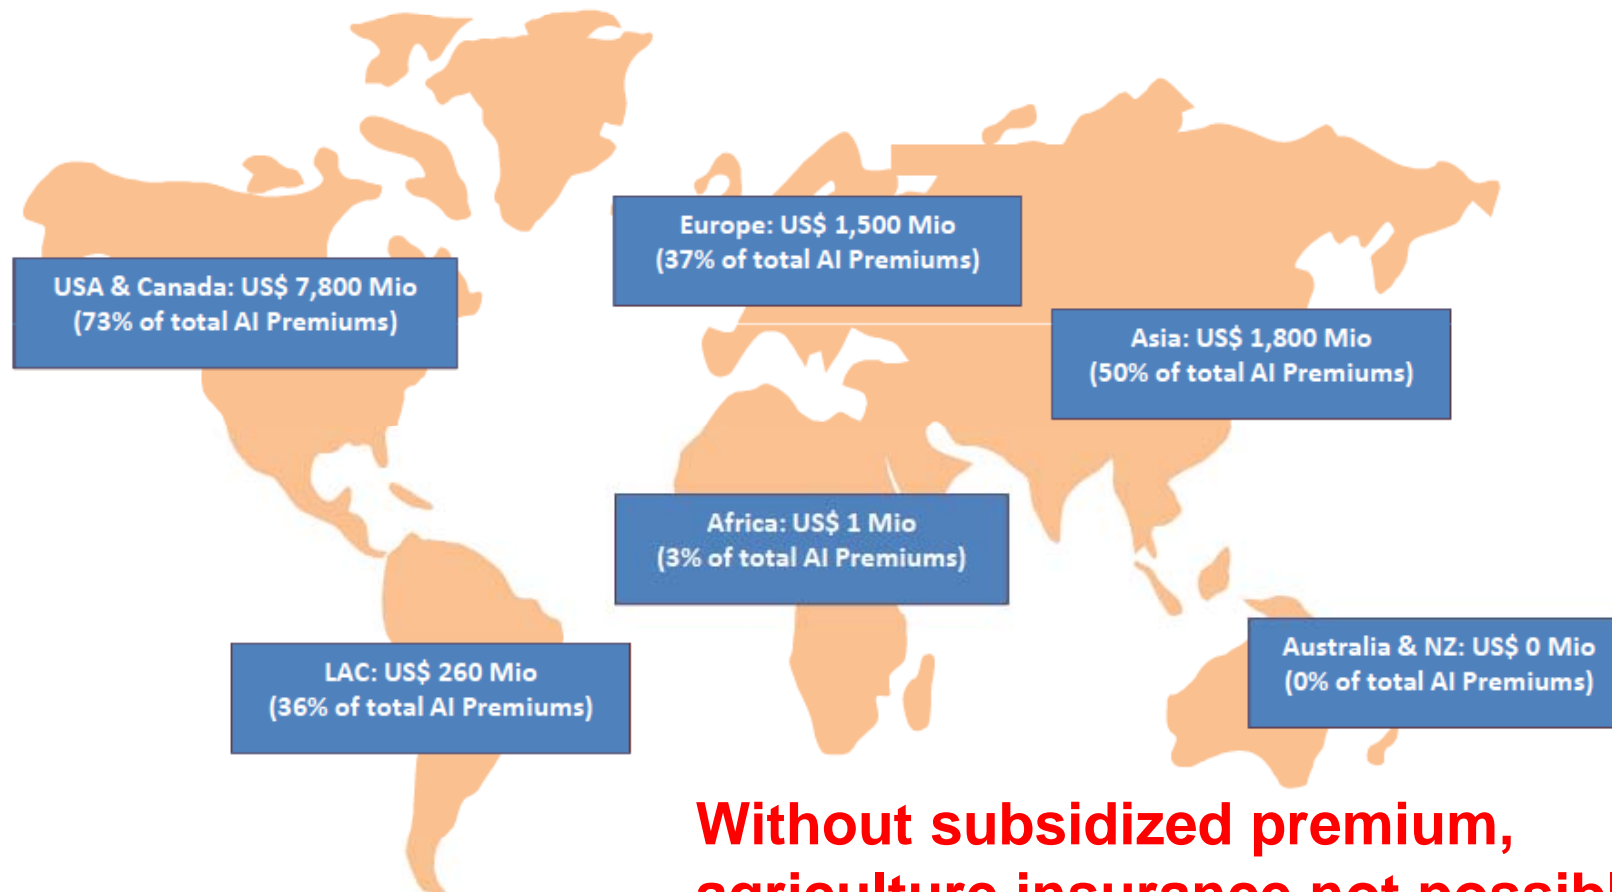 Europe: US$ 1,500 Mio
(37% of total AI Premiums)
USA & Canada: US$ 7,800 Mio
(73% of total AI Premiums)
Asia: US$ 1,800 Mio
(50% of total AI Premiums)
Africa: US$ 1 Mio
(3% of total AI Premiums)
LAC: US$ 260 Mio
(36% of total AI Premiums)
Australia & NZ: US$ 0 Mio
(0% of total AI Premiums)
Without subsidized premium,
agriculture insurance not